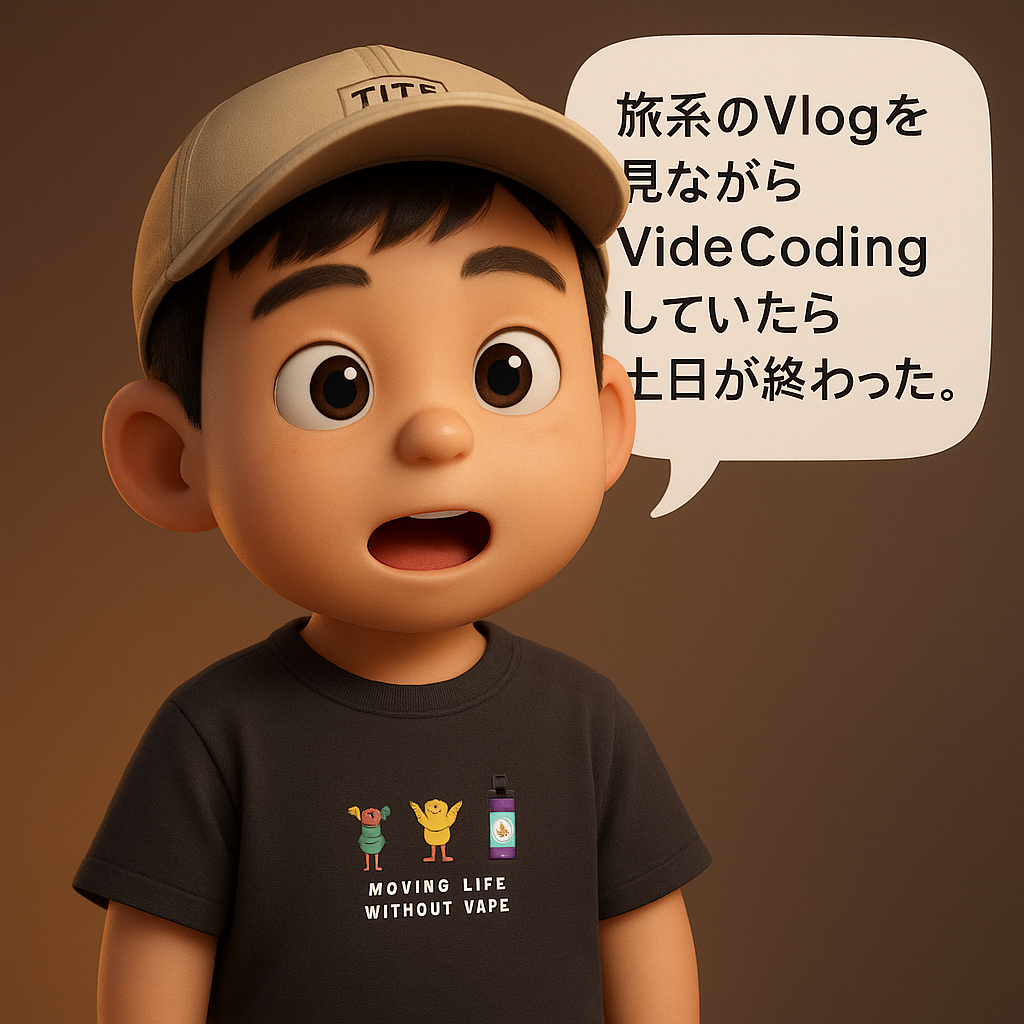 TITE
旅系のVlogを
見ながら
VideCoding
していたら
土日が終わった。
MOVING LIFE
WITHOUT VAPE